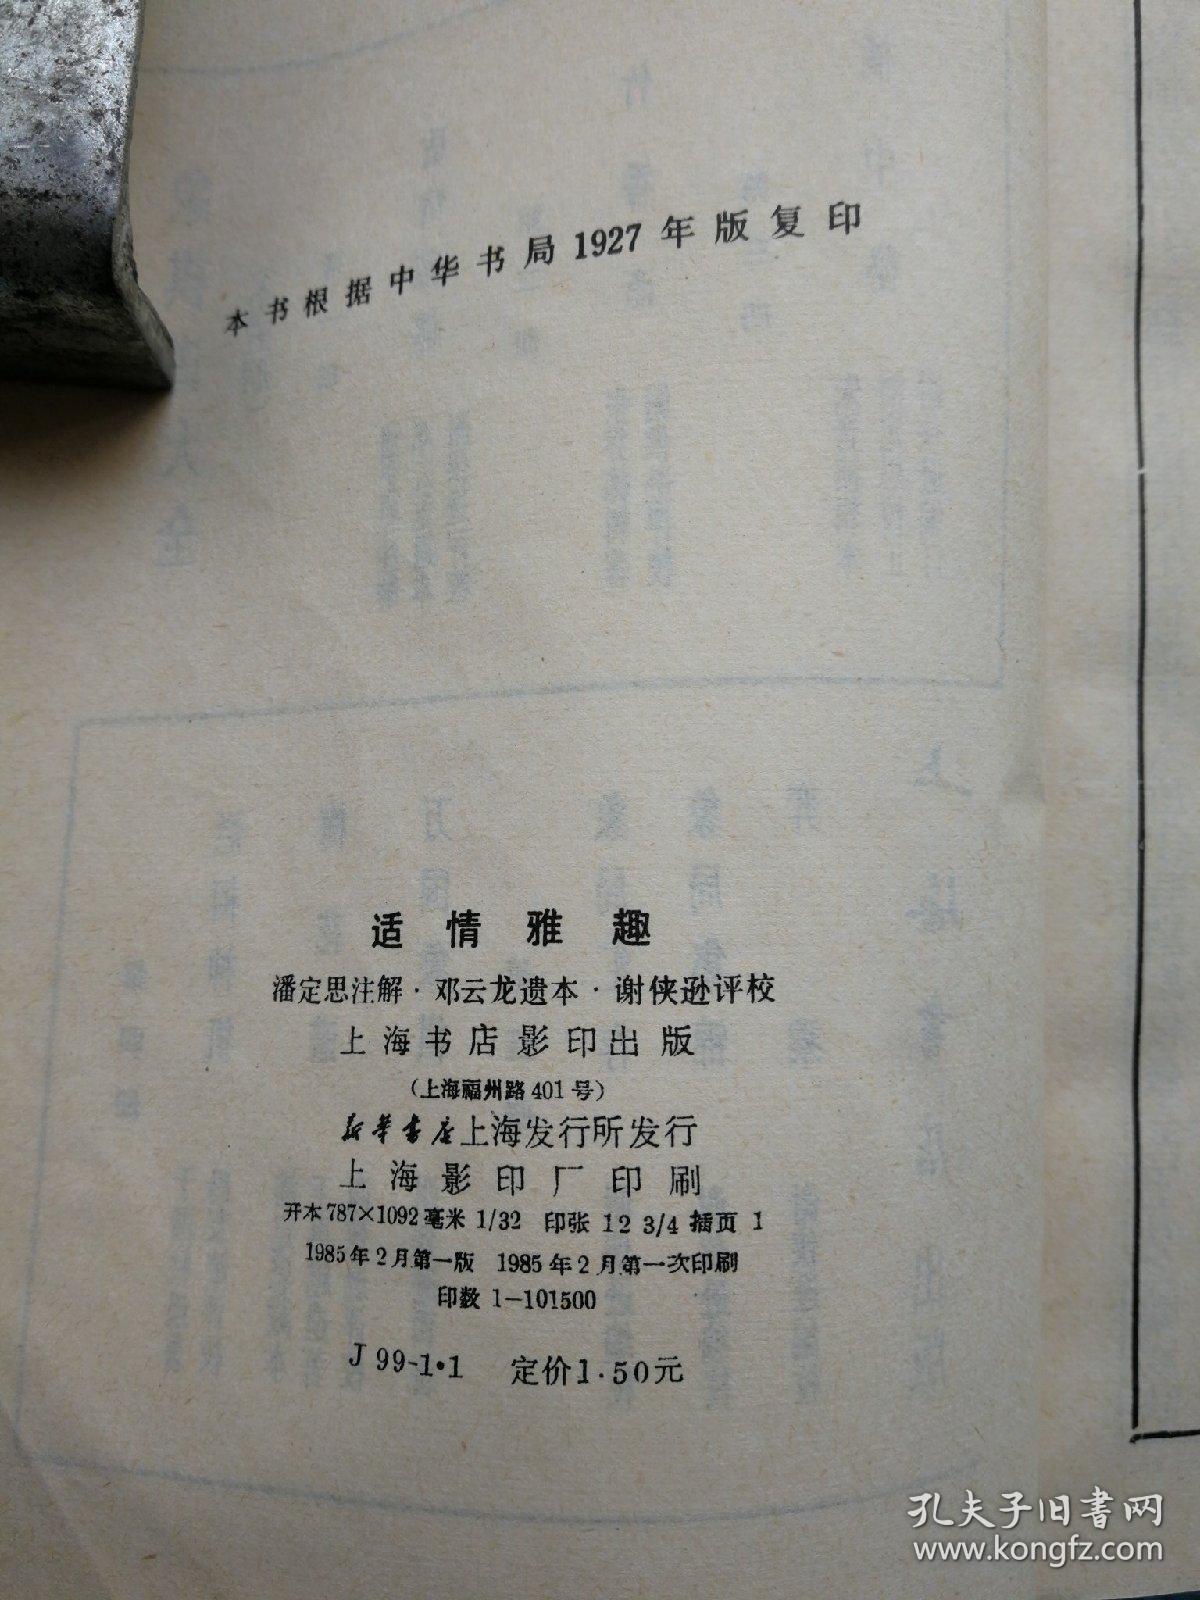 本书根据中华书局1927年版复印
适情雅趣
潘定思注解·邓云龙遗本·谢侠逊评校
上海书店影印出版
（上海福州路401号）
新华书店上海发行所发行
上海影印厂印刷
开本787×1092毫米 1/32 印张 12 3/4 插页 1
1985年2月第一版 1985年2月第一次印刷
印数 1—101500
J 99-1·1 定价1.50元
孔夫子旧书网
www.kongfz.com